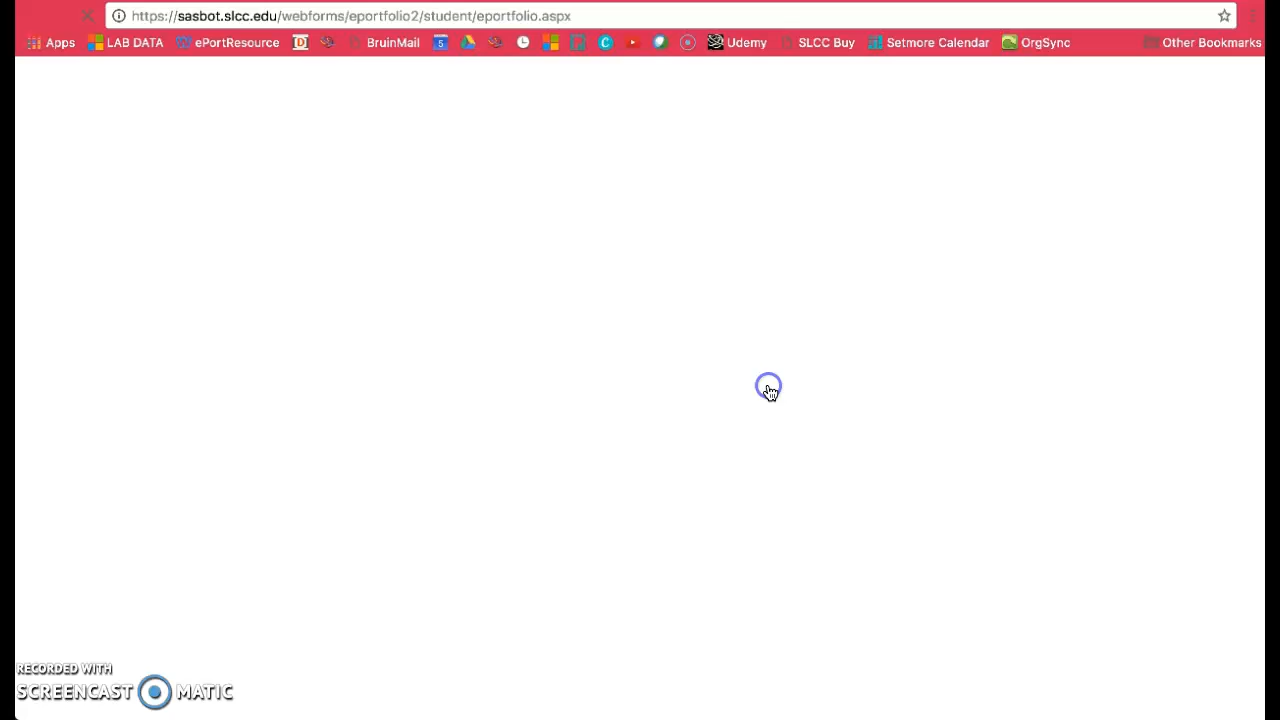 https://sasbot.slcc.edu/webforms/eportfolio2/student/eportfolio.aspx
Apps LAB DATA ePortResource D BruinMail 5 C Udemy SLCC Buy Setmore Calendar OrgSync Other Bookmarks
RECORDED WITH
SCREENCAST MATIC